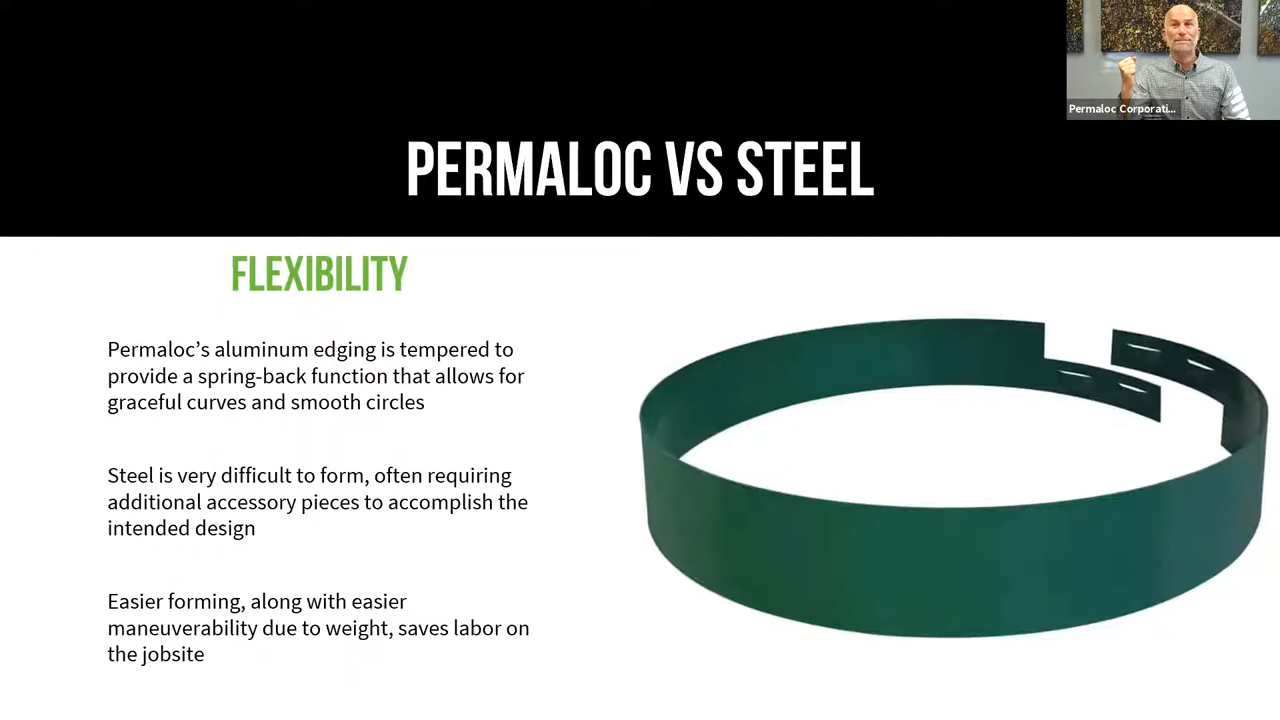 Permaloc Corporati...
PERMALOC VS STEEL
FLEXIBILITY
Permaloc’s aluminum edging is tempered to
provide a spring-back function that allows for
graceful curves and smooth circles
Steel is very difficult to form, often requiring
additional accessory pieces to accomplish the
intended design
Easier forming, along with easier
maneuverability due to weight, saves labor on
the jobsite